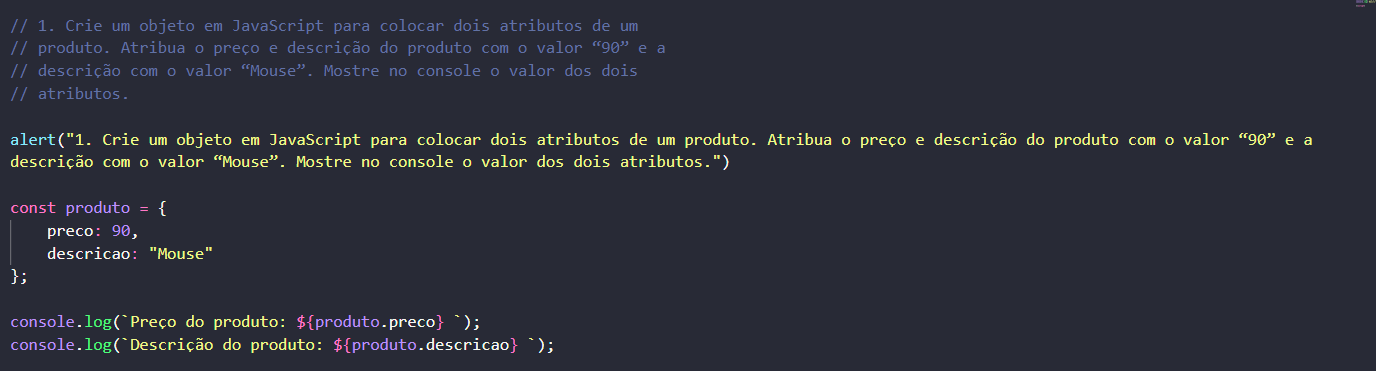 // 1. Crie um objeto em JavaScript para colocar dois atributos de um
// produto. Atribua o preço e descrição do produto com o valor “90” e a
// descrição com o valor “Mouse”. Mostre no console o valor dos dois
// atributos.
alert("1. Crie um objeto em JavaScript para colocar dois atributos de um produto. Atribua o preço e descrição do produto com o valor “90” e a
descrição com o valor “Mouse”. Mostre no console o valor dos dois atributos.")
const produto = {
    preco: 90,
    descricao: "Mouse"
};
console.log(`Preço do produto: ${produto.preco} `);
console.log(`Descrição do produto: ${produto.descricao} `);